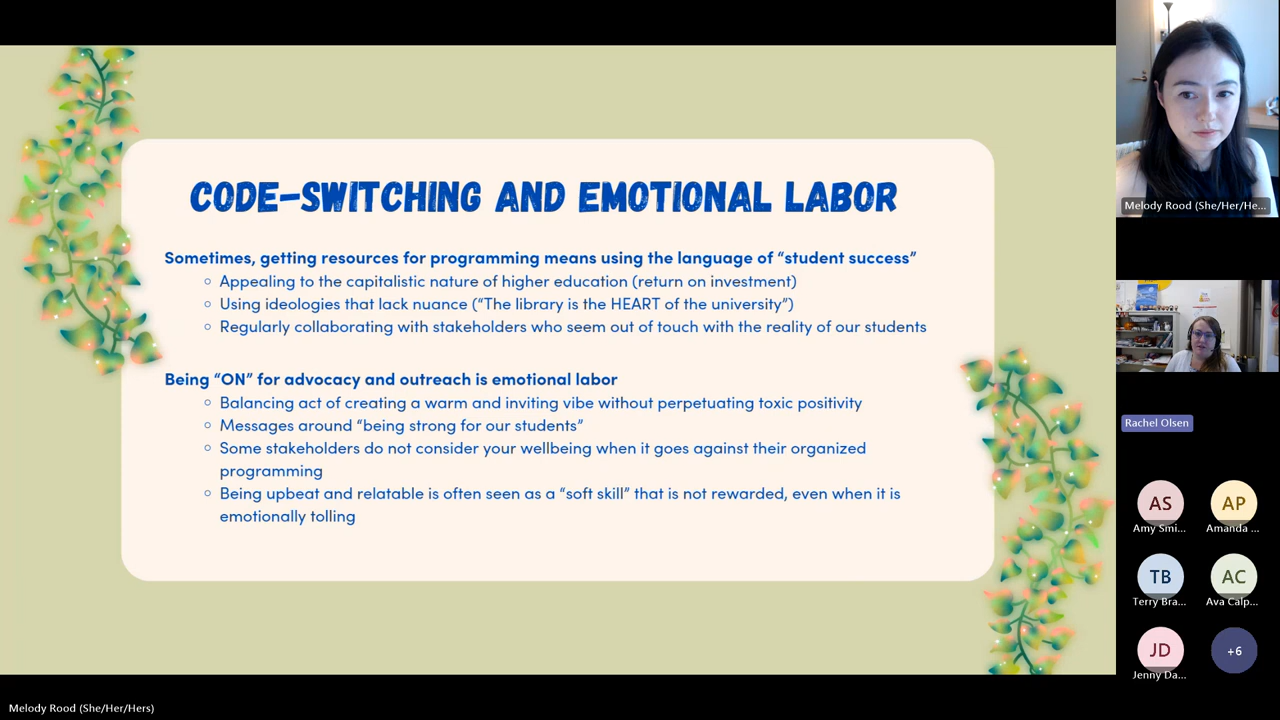 CODE-SWITCHING AND EMOTIONAL LABOR
Sometimes, getting resources for programming means using the language of “student success”
Appealing to the capitalistic nature of higher education (return on investment)
Using ideologies that lack nuance (“The library is the HEART of the university”)
Regularly collaborating with stakeholders who seem out of touch with the reality of our students
Being “ON” for advocacy and outreach is emotional labor
Balancing act of creating a warm and inviting vibe without perpetuating toxic positivity
Messages around “being strong for our students”
Some stakeholders do not consider your wellbeing when it goes against their organized
programming
Being upbeat and relatable is often seen as a “soft skill” that is not rewarded, even when it is
emotionally tolling
Melody Rood (She/Her/He...
Rachel Olsen
AS
AP
Amy Smi...
Amanda ...
TB
AC
Terry Bra...
Ava Calp...
JD
+6
Jenny Da...
Melody Rood (She/Her/Hers)